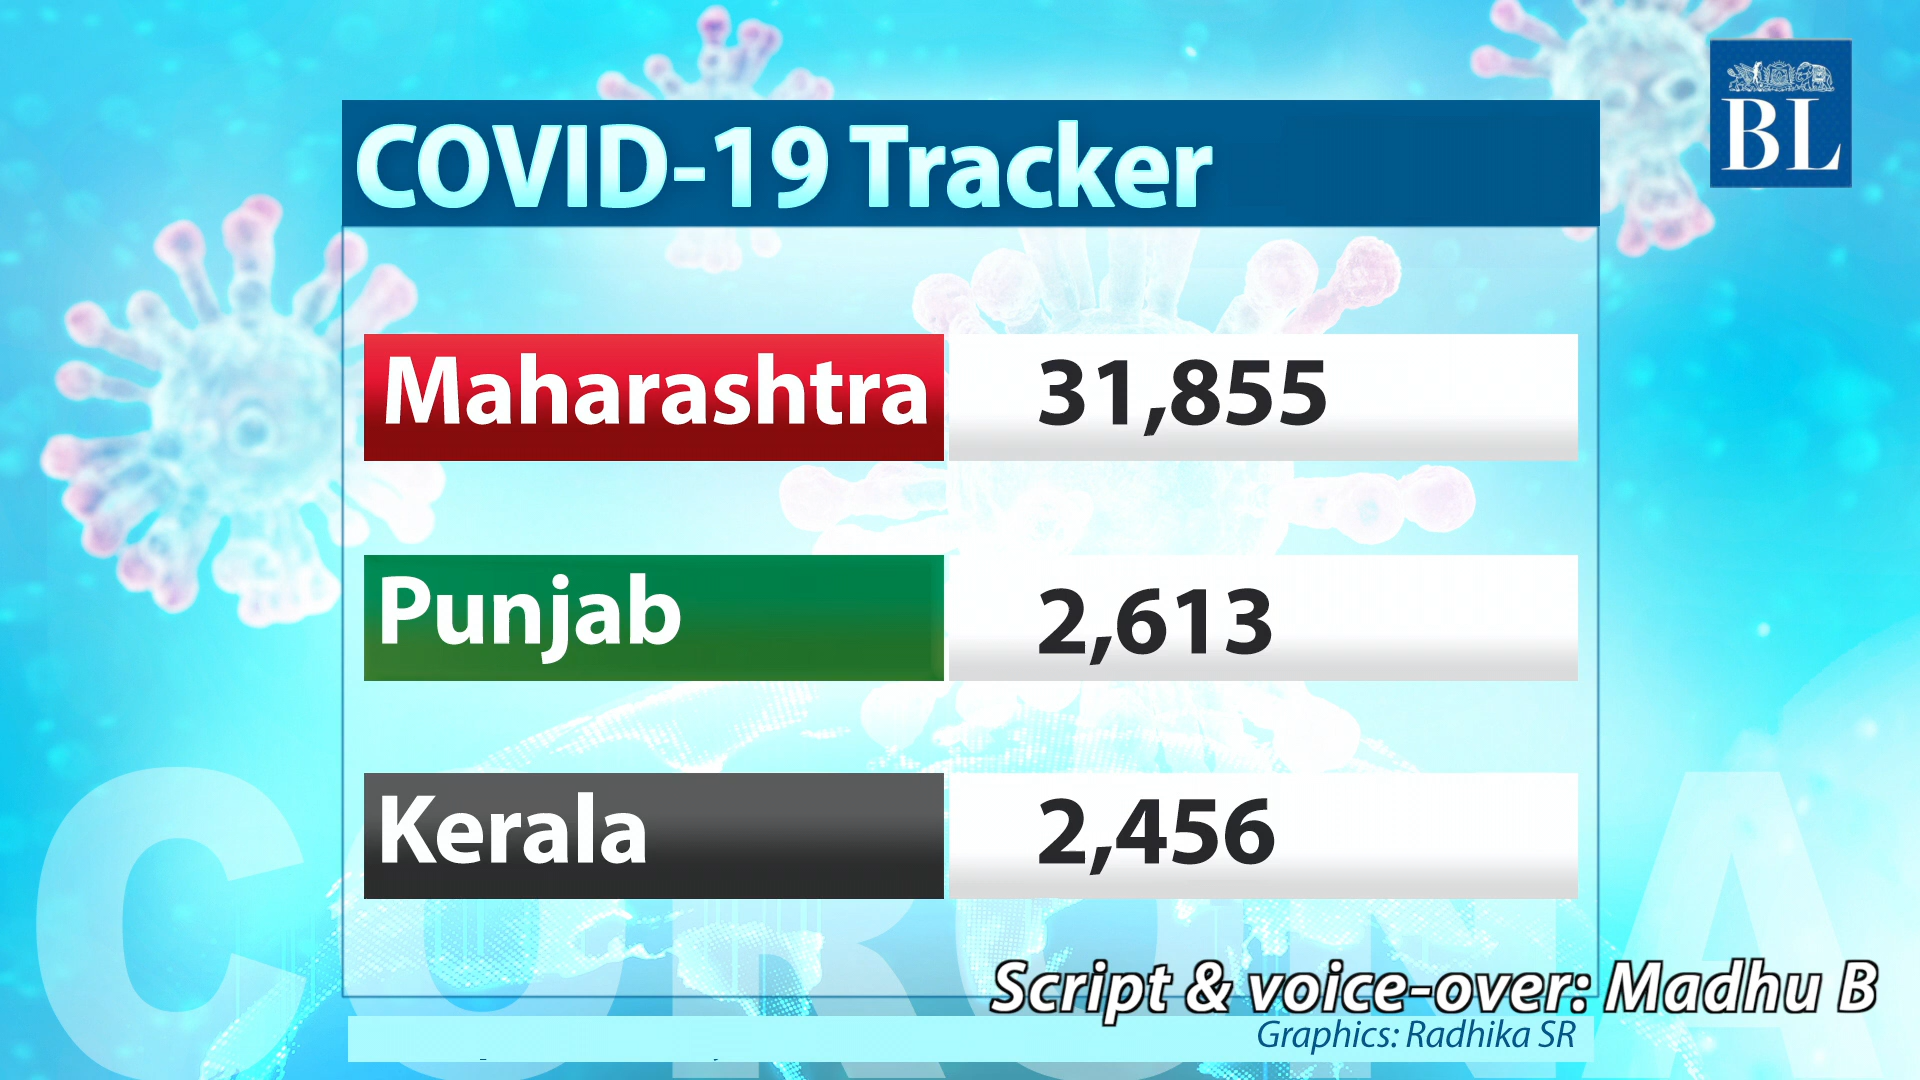 BL
COVID-19 Tracker
Maharashtra 31,855
Punjab 2,613
Kerala 2,456
CORONA
Script & voice-over: Madhu B
Graphics: Radhika SR